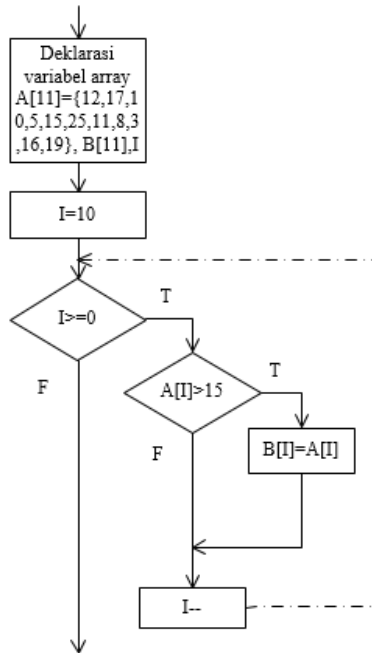 Deklarasi
variabel array
A[11]={12,17,1
0,5,15,25,11,8,3
,16,19}, B[11],I
I=10
I>=0
T
F
A[I]>15
T
F
B[I]=A[I]
I--